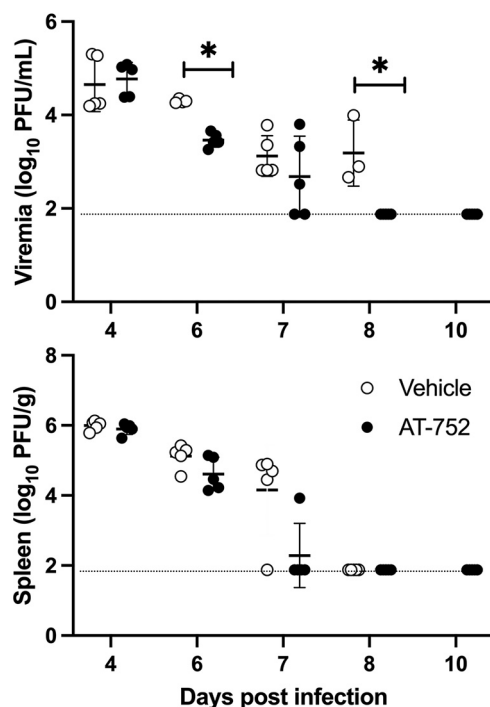 Viremia (log10 PFU/mL)
6
4
2
0
* *
4 6 7 8 10
Spleen (log10 PFU/g)
8
6
4
2
0
Vehicle
AT-752
4 6 7 8 10
Days post infection